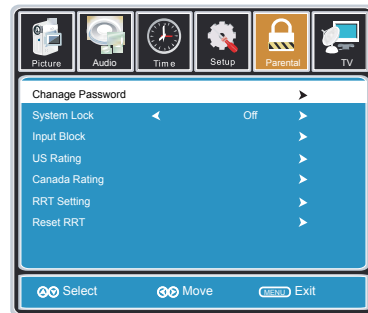 Picture Audio Time Setup Parental TV
Chanage Password
System Lock Off
Input Block
US Rating
Canada Rating
RRT Setting
Reset RRT
Select Move MENU Exit